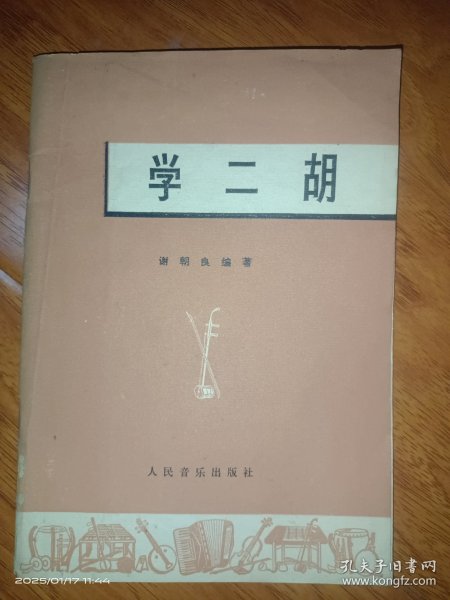 学二胡
谢朝良编著
人民音乐出版社
2025/01/17 11:44
孔夫子旧书网
www.kongfz.com